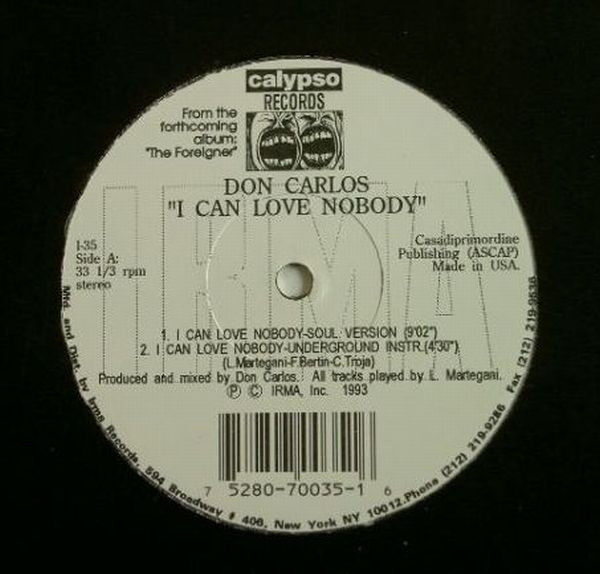 calypso
RECORDS
From the
forthcoming
album:
"The Foreigner"
DON CARLOS
"I CAN LOVE NOBODY"
IRMA
I-35
Side A:
33 1/3 rpm
stereo
Casadiprimordine
Publishing (ASCAP)
Made in USA.
1. I CAN LOVE NOBODY-SOUL VERSION (9'02")
2. I CAN LOVE NOBODY-UNDERGROUND INSTR.(4'30")
(L.Martegani-F.Bertin-C.Troja)
Produced and mixed by Don Carlos. All tracks played by L. Martegani.
Ⓟ © IRMA, Inc. 1993
7 5280-70035-1 6
Mfd. and Dist. by Irma Records, 594 Broadway # 406, New York NY 10012.Phone (212) 219-9286 Fax (212) 219-9636